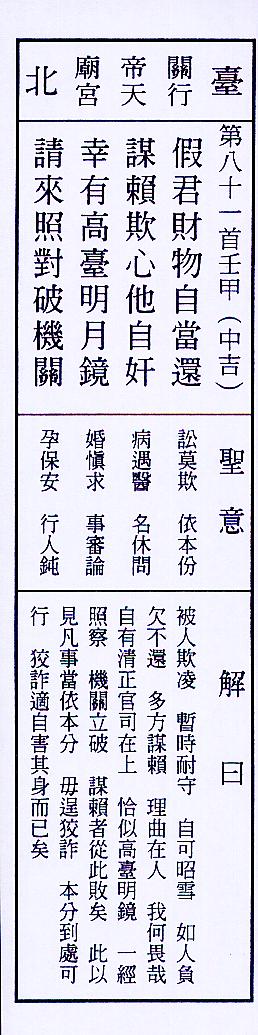 臺
關行
帝天
廟宮
北
第八十一首壬甲（中吉）
假君財物自當還
謀賴欺心他自奸
幸有高臺明月鏡
請來照對破機關
聖意
訟莫欺　依本份
病遇醫　名休問
婚慎求　事審論
孕保安　行人鈍
解曰
被人欺凌　暫時耐守　自可昭雪　如人負
欠不還　多方謀賴　理曲在人　我何畏哉
自有清正官司在上　恰似高臺明鏡　一經
照察　機關立破　謀賴者從此敗矣　此以
見凡事當依本分　毋逞狡詐　本分到處可
行　狡詐適自害其身而已矣